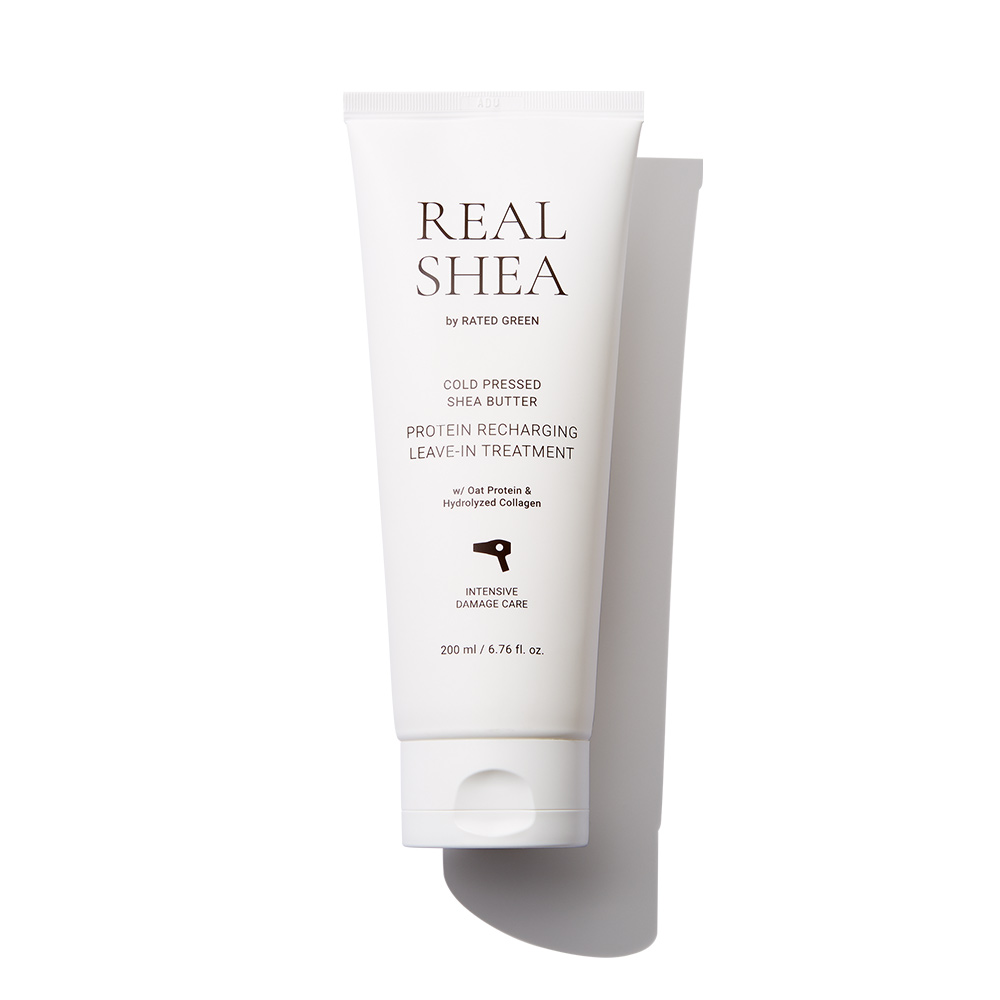 REAL
SHEA
by RATED GREEN
COLD PRESSED
SHEA BUTTER
PROTEIN RECHARGING
LEAVE-IN TREATMENT
w/ Oat Protein &
Hydrolyzed Collagen
INTENSIVE
DAMAGE CARE
200 ml / 6.76 fl. oz.